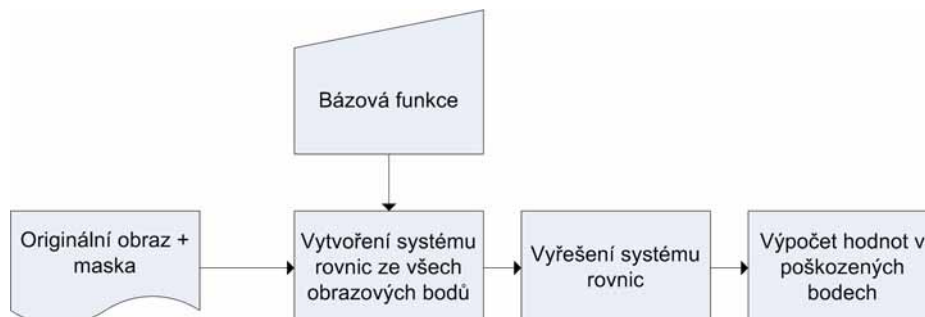 Bázová funkce
Originální obraz +
maska
Vytvoření systému
rovnic ze všech
obrazových bodů
Vyřešení systému
rovnic
Výpočet hodnot v
poškozených
bodech